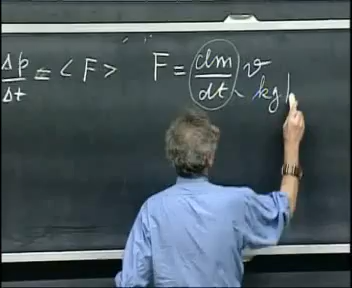 Δp/Δt = <F> F = dm/dt v
kg/